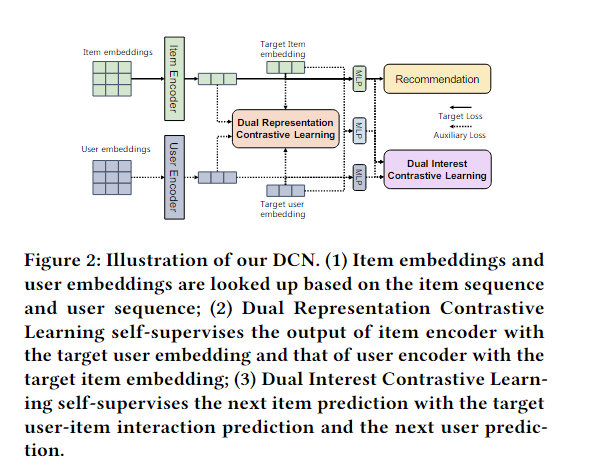 Item embeddings
Item Encoder
Target Item
embedding
MLP
Recommendation
Dual Representation
Contrastive Learning
MLP
Target Loss
Auxiliary Loss
User embeddings
User Encoder
MLP
Dual Interest
Contrastive Learning
Target user
embedding
Figure 2: Illustration of our DCN. (1) Item embeddings and
user embeddings are looked up based on the item sequence
and user sequence; (2) Dual Representation Contrastive
Learning self-supervises the output of item encoder with
the target user embedding and that of user encoder with the
target item embedding; (3) Dual Interest Contrastive Learn-
ing self-supervises the next item prediction with the target
user-item interaction prediction and the next user predic-
tion.